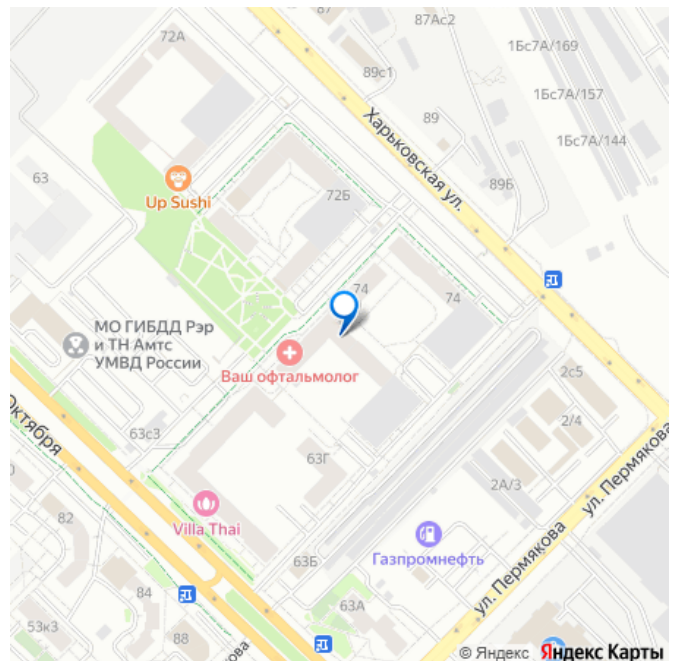 72А
87Ас2
1Бс7А/169
89с1
1Бс7А/157
Харьковская ул.
89
1Бс7А/144
63
Up Sushi
72Б
89Б
74
74
МО ГИБДД Рэр
и ТН Амтс
УМВД России
Ваш офтальмолог
2с5
Октября
63с3
2/4
63Г
ул. Пермякова
2А/3
Villa Thai
82
Газпромнефть
63Б
ул. Пермякова
84
63А
53к3
88
ова
© Яндекс Яндекс Карты